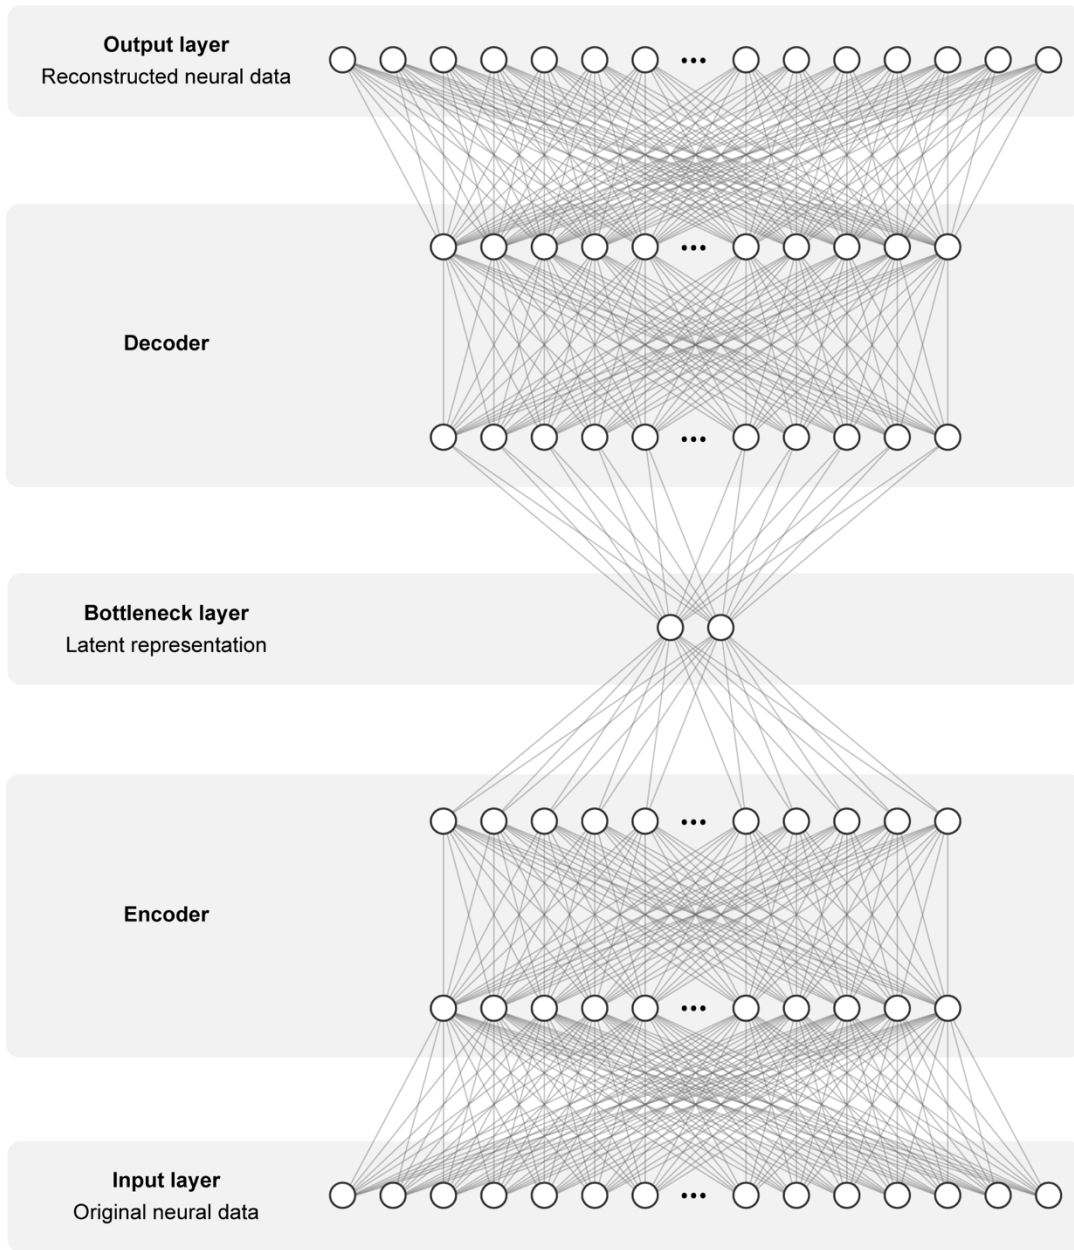 Output layer
Reconstructed neural data
...
...
Decoder
...
Bottleneck layer
Latent representation
...
Encoder
...
Input layer
Original neural data
...